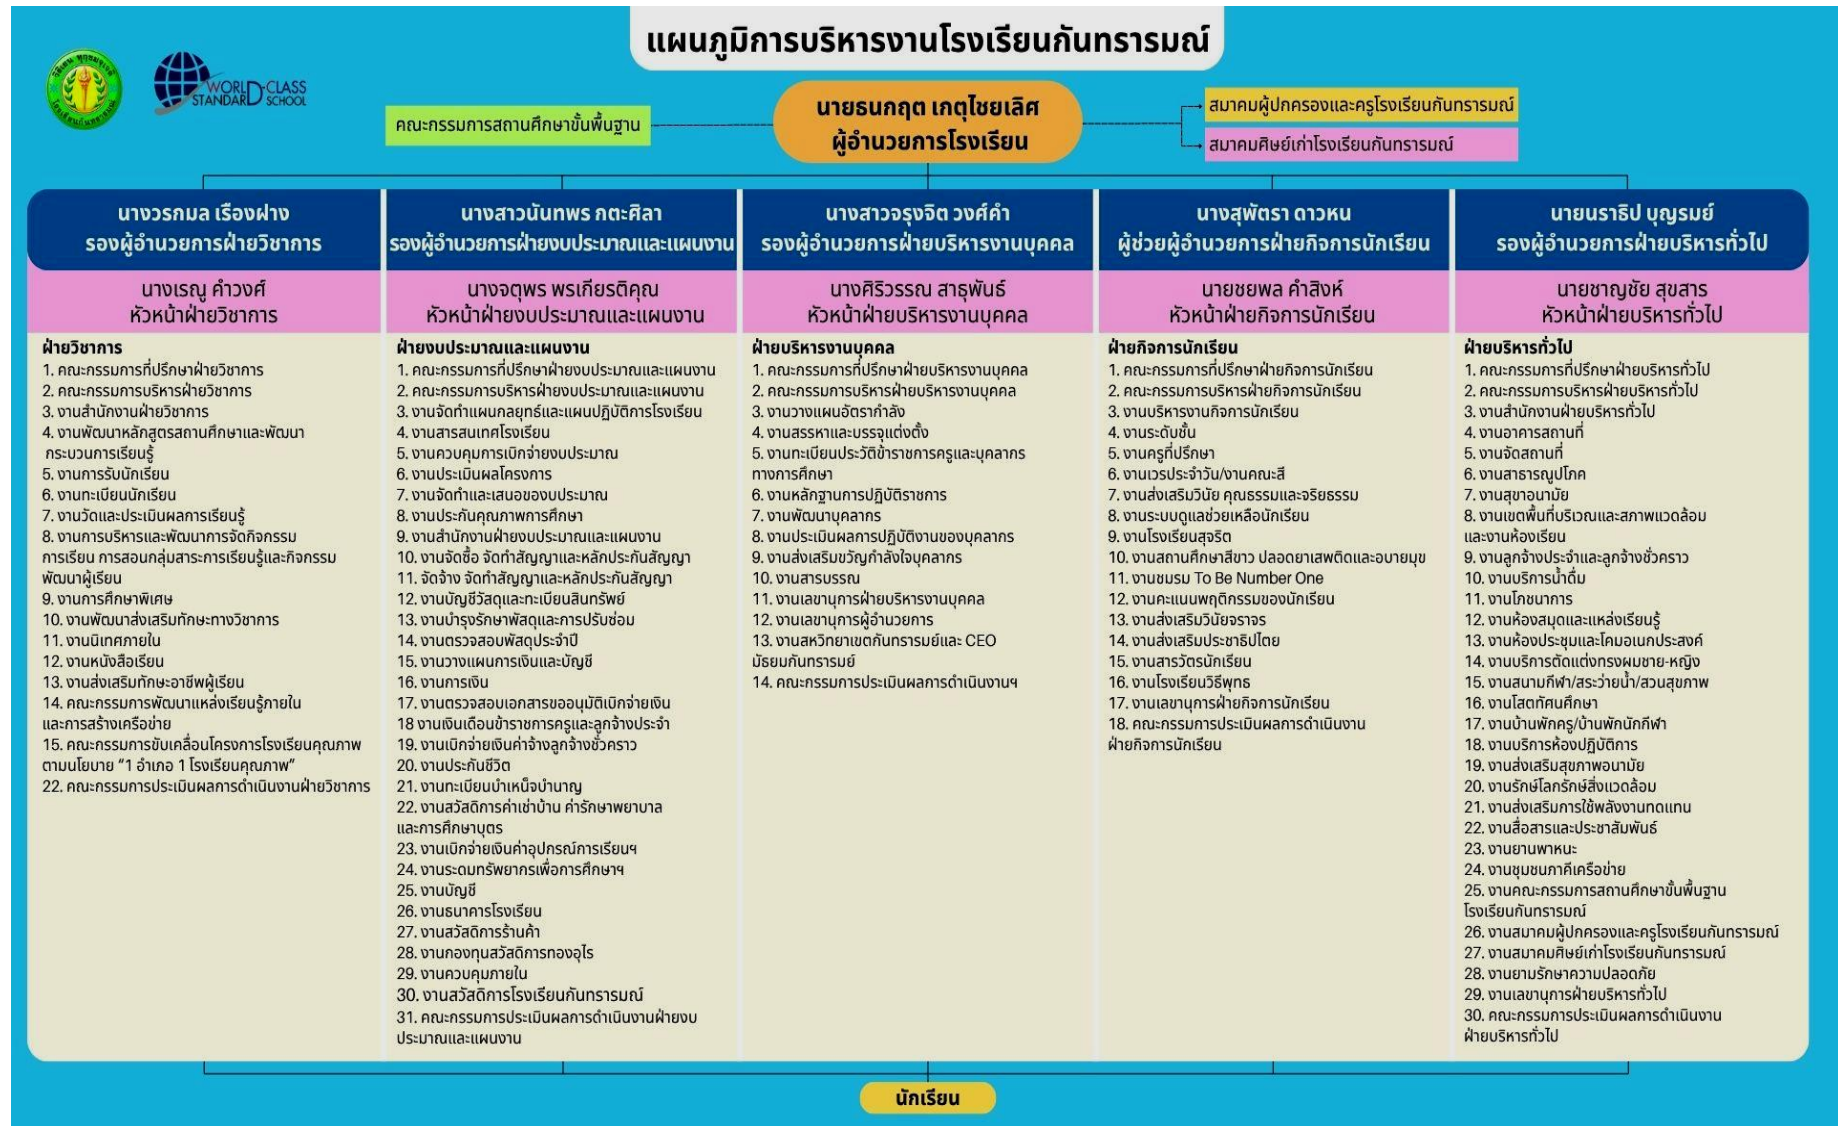 แผนภูมิการบริหารงานโรงเรียนกันทรารมณ์
WORLD-CLASS
STANDARD SCHOOL
คณะกรรมการสถานศึกษาขั้นพื้นฐาน
นายธนกฤต เกตุไชยเลิศ
ผู้อำนวยการโรงเรียน
สมาคมผู้ปกครองและครูโรงเรียนกันทรารมณ์
สมาคมศิษย์เก่าโรงเรียนกันทรารมณ์
นางวรกมล เรืองฝาง
รองผู้อำนวยการฝ่ายวิชาการ
นางเรณู คำวงศ์
หัวหน้าฝ่ายวิชาการ
ฝ่ายวิชาการ
1. คณะกรรมการที่ปรึกษาฝ่ายวิชาการ
2. คณะกรรมการบริหารฝ่ายวิชาการ
3. งานสำนักงานฝ่ายวิชาการ
4. งานพัฒนาหลักสูตรสถานศึกษาและพัฒนา
กระบวนการเรียนรู้
5. งานการรับนักเรียน
6. งานทะเบียนนักเรียน
7. งานวัดและประเมินผลการเรียนรู้
8. งานการบริหารและพัฒนาการจัดกิจกรรม
การเรียน การสอนกลุ่มสาระการเรียนรู้และกิจกรรม
พัฒนาผู้เรียน
9. งานการศึกษาพิเศษ
10. งานพัฒนาส่งเสริมทักษะทางวิชาการ
11. งานนิเทศภายใน
12. งานหนังสือเรียน
13. งานส่งเสริมทักษะอาชีพผู้เรียน
14. คณะกรรมการพัฒนาแหล่งเรียนรู้ภายใน
และการสร้างเครือข่าย
15. คณะกรรมการขับเคลื่อนโครงการโรงเรียนคุณภาพ
ตามนโยบาย “1 อำเภอ 1 โรงเรียนคุณภาพ”
22. คณะกรรมการประเมินผลการดำเนินงานฝ่ายวิชาการ
นางสาวนันทพร กตะศิลา
รองผู้อำนวยการฝ่ายงบประมาณและแผนงาน
นางจตุพร พรเกียรติคุณ
หัวหน้าฝ่ายงบประมาณและแผนงาน
ฝ่ายงบประมาณและแผนงาน
1. คณะกรรมการที่ปรึกษาฝ่ายงบประมาณและแผนงาน
2. คณะกรรมการบริหารฝ่ายงบประมาณและแผนงาน
3. งานจัดทำแผนกลยุทธ์และแผนปฏิบัติการโรงเรียน
4. งานสารสนเทศโรงเรียน
5. งานควบคุมการเบิกจ่ายงบประมาณ
6. งานประเมินผลโครงการ
7. งานจัดทำและเสนอของบประมาณ
8. งานประกันคุณภาพการศึกษา
9. งานสำนักงานฝ่ายงบประมาณและแผนงาน
10. งานจัดซื้อ จัดทำสัญญาและหลักประกันสัญญา
11. จัดจ้าง จัดทำสัญญาและหลักประกันสัญญา
12. งานบัญชีวัสดุและทะเบียนสินทรัพย์
13. งานบำรุงรักษาพัสดุและการปรับซ่อม
14. งานตรวจสอบพัสดุประจำปี
15. งานวางแผนการเงินและบัญชี
16. งานการเงิน
17. งานตรวจสอบเอกสารขออนุมัติเบิกจ่ายเงิน
18 งานเงินเดือนข้าราชการครูและลูกจ้างประจำ
19. งานเบิกจ่ายเงินค่าจ้างลูกจ้างชั่วคราว
20. งานประกันชีวิต
21. งานทะเบียนบำเหน็จบำนาญ
22. งานสวัสดิการค่าเช่าบ้าน ค่ารักษาพยาบาล
และการศึกษาบุตร
23. งานเบิกจ่ายเงินค่าอุปกรณ์การเรียนฯ
24. งานระดมทรัพยากรเพื่อการศึกษาฯ
25. งานบัญชี
26. งานธนาคารโรงเรียน
27. งานสวัสดิการร้านค้า
28. งานกองทุนสวัสดิการทองอุไร
29. งานควบคุมภายใน
30. งานสวัสดิการโรงเรียนกันทรารมณ์
31. คณะกรรมการประเมินผลการดำเนินงานฝ่ายงบ
ประมาณและแผนงาน
นางสาวจรุงจิต วงศ์คำ
รองผู้อำนวยการฝ่ายบริหารงานบุคคล
นางศิริวรรณ สาธุพันธ์
หัวหน้าฝ่ายบริหารงานบุคคล
ฝ่ายบริหารงานบุคคล
1. คณะกรรมการที่ปรึกษาฝ่ายบริหารงานบุคคล
2. คณะกรรมการบริหารฝ่ายบริหารงานบุคคล
3. งานวางแผนอัตรากำลัง
4. งานสรรหาและบรรจุแต่งตั้ง
5. งานทะเบียนประวัติข้าราชการครูและบุคลากร
ทางการศึกษา
6. งานหลักฐานการปฏิบัติราชการ
7. งานพัฒนาบุคลากร
8. งานประเมินผลการปฏิบัติงานของบุคลากร
9. งานส่งเสริมขวัญกำลังใจบุคลากร
10. งานสารบรรณ
11. งานเลขานุการฝ่ายบริหารงานบุคคล
12. งานเลขานุการผู้อำนวยการ
13. งานสหวิทยาเขตกันทรารมย์และ CEO
มัธยมกันทรารมย์
14. คณะกรรมการประเมินผลการดำเนินงานฯ
นางสุพัตรา ดาวหน
ผู้ช่วยผู้อำนวยการฝ่ายกิจการนักเรียน
นายชยพล คำสิงห์
หัวหน้าฝ่ายกิจการนักเรียน
ฝ่ายกิจการนักเรียน
1. คณะกรรมการที่ปรึกษาฝ่ายกิจการนักเรียน
2. คณะกรรมการบริหารฝ่ายกิจการนักเรียน
3. งานบริหารงานกิจการนักเรียน
4. งานระดับชั้น
5. งานครูที่ปรึกษา
6. งานเวรประจำวัน/งานคณะสี
7. งานส่งเสริมวินัย คุณธรรมและจริยธรรม
8. งานระบบดูแลช่วยเหลือนักเรียน
9. งานโรงเรียนสุจริต
10. งานสถานศึกษาสีขาว ปลอดยาเสพติดและอบายมุข
11. งานชมรม To Be Number One
12. งานคะแนนพฤติกรรมของนักเรียน
13. งานส่งเสริมวินัยจราจร
14. งานส่งเสริมประชาธิปไตย
15. งานสารวัตรนักเรียน
16. งานโรงเรียนวิธีพุทธ
17. งานเลขานุการฝ่ายกิจการนักเรียน
18. คณะกรรมการประเมินผลการดำเนินงาน
ฝ่ายกิจการนักเรียน
นายนราธิป บุญรมย์
รองผู้อำนวยการฝ่ายบริหารทั่วไป
นายชาญชัย สุขสาร
หัวหน้าฝ่ายบริหารทั่วไป
ฝ่ายบริหารทั่วไป
1. คณะกรรมการที่ปรึกษาฝ่ายบริหารทั่วไป
2. คณะกรรมการบริหารฝ่ายบริหารทั่วไป
3. งานสำนักงานฝ่ายบริหารทั่วไป
4. งานอาคารสถานที่
5. งานจัดสถานที่
6. งานสาธารณูปโภค
7. งานสุขาอนามัย
8. งานเขตพื้นที่บริเวณและสภาพแวดล้อม
และงานห้องเรียน
9. งานลูกจ้างประจำและลูกจ้างชั่วคราว
10. งานบริการน้ำดื่ม
11. งานโภชนาการ
12. งานห้องสมุดและแหล่งเรียนรู้
13. งานห้องประชุมและโคมอเนกประสงค์
14. งานบริการตัดแต่งทรงผมชาย-หญิง
15. งานสนามกีฬา/สระว่ายน้ำ/สวนสุขภาพ
16. งานโสตทัศนศึกษา
17. งานบ้านพักครู/บ้านพักนักกีฬา
18. งานบริการห้องปฏิบัติการ
19. งานส่งเสริมสุขภาพอนามัย
20. งานรักษ์โลกรักษ์สิ่งแวดล้อม
21. งานส่งเสริมการใช้พลังงานทดแทน
22. งานสื่อสารและประชาสัมพันธ์
23. งานยานพาหนะ
24. งานชุมชนภาคีเครือข่าย
25. งานคณะกรรมการสถานศึกษาขั้นพื้นฐาน
โรงเรียนกันทรารมณ์
26. งานสมาคมผู้ปกครองและครูโรงเรียนกันทรารมณ์
27. งานสมาคมศิษย์เก่าโรงเรียนกันทรารมณ์
28. งานยามรักษาความปลอดภัย
29. งานเลขานุการฝ่ายบริหารทั่วไป
30. คณะกรรมการประเมินผลการดำเนินงาน
ฝ่ายบริหารทั่วไป
นักเรียน